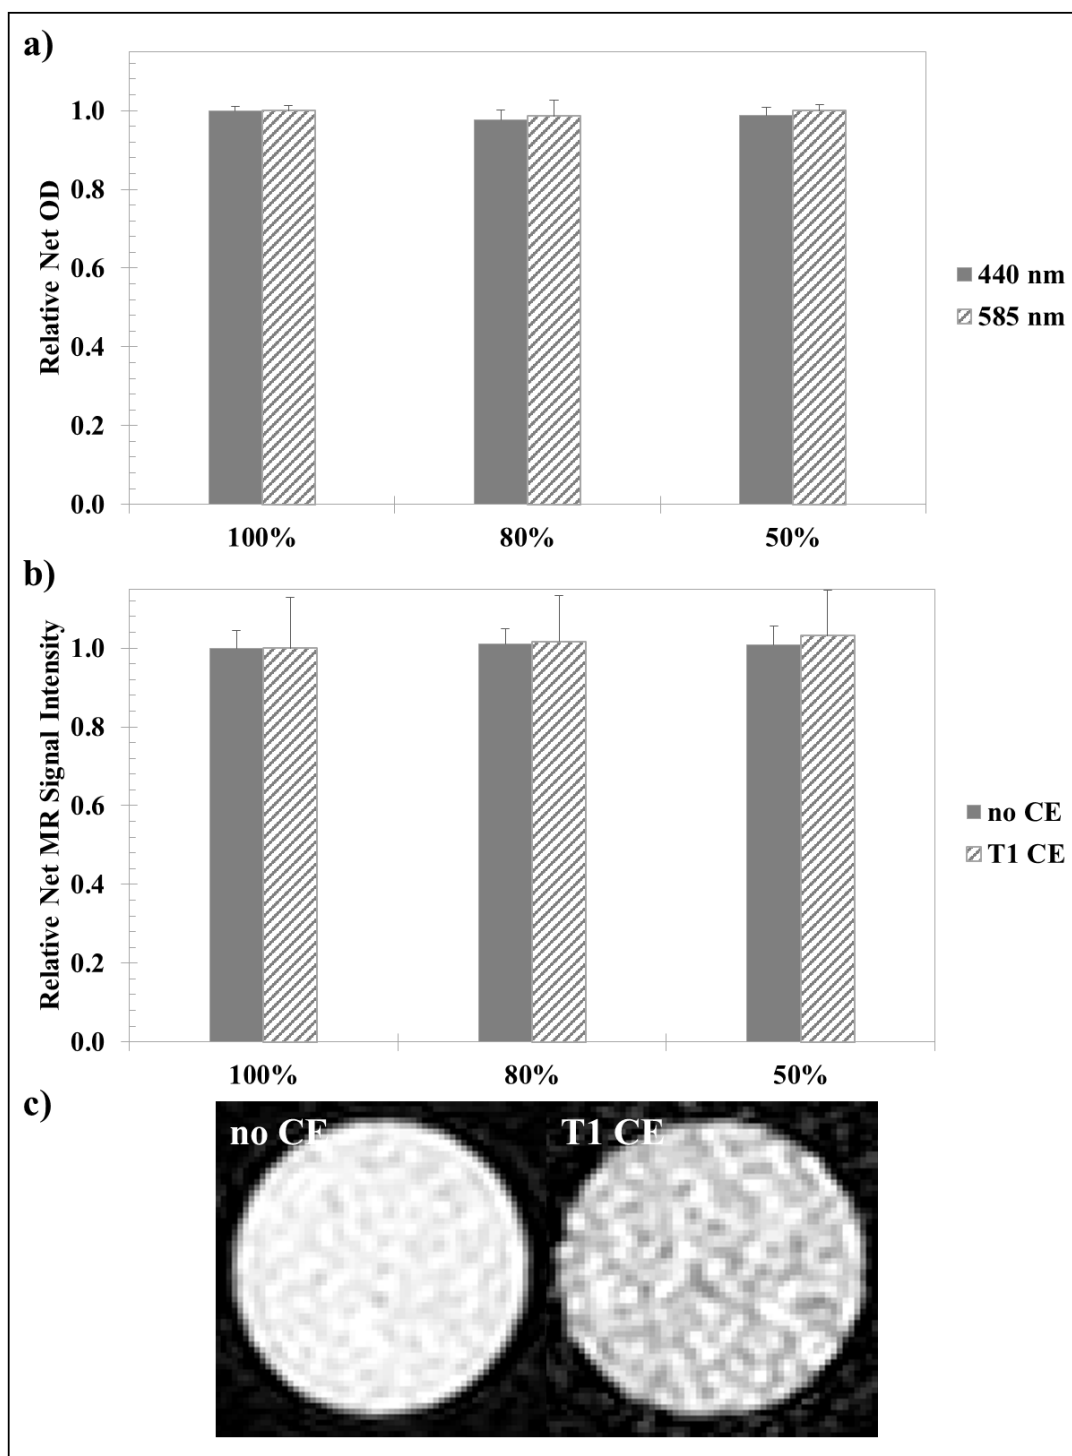 a)
Relative Net OD
1.0
0.8
0.6
0.4
0.2
0.0
100%
80%
50%
440 nm
585 nm
b)
Relative Net MR Signal Intensity
1.0
0.8
0.6
0.4
0.2
0.0
100%
80%
50%
no CE
T1 CE
c)
no CE
T1 CE